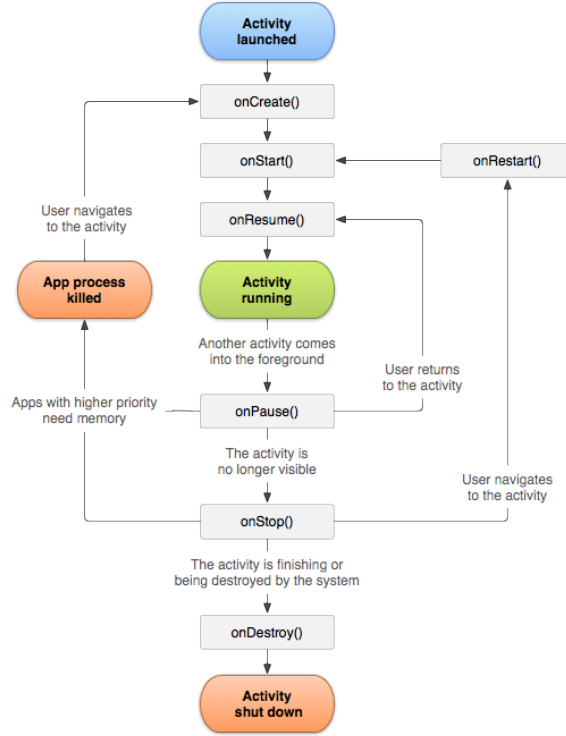 Activity
launched
onCreate()
onStart()
onRestart()
onResume()
User navigates
to the activity
App process
killed
Activity
running
Another activity comes
into the foreground
User returns
to the activity
Apps with higher priority
need memory
onPause()
The activity is
no longer visible
User navigates
to the activity
onStop()
The activity is finishing or
being destroyed by the system
onDestroy()
Activity
shut down